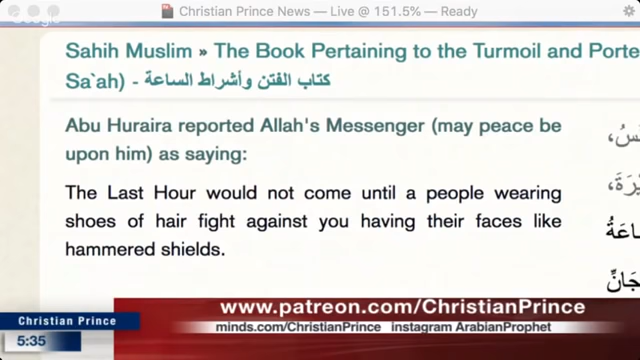 Christian Prince News — Live @ 151.5% — Ready
Google
Sahih Muslim » The Book Pertaining to the Turmoil and Porte
Sa`ah) - كتاب الفتن وأشراط الساعة
Abu Huraira reported Allah's Messenger (may peace be
upon him) as saying:
The Last Hour would not come until a people wearing
shoes of hair fight against you having their faces like
hammered shields.
www.patreon.com/ChristianPrince
Christian Prince
minds.com/ChristianPrince instagram ArabianProphet
5:35